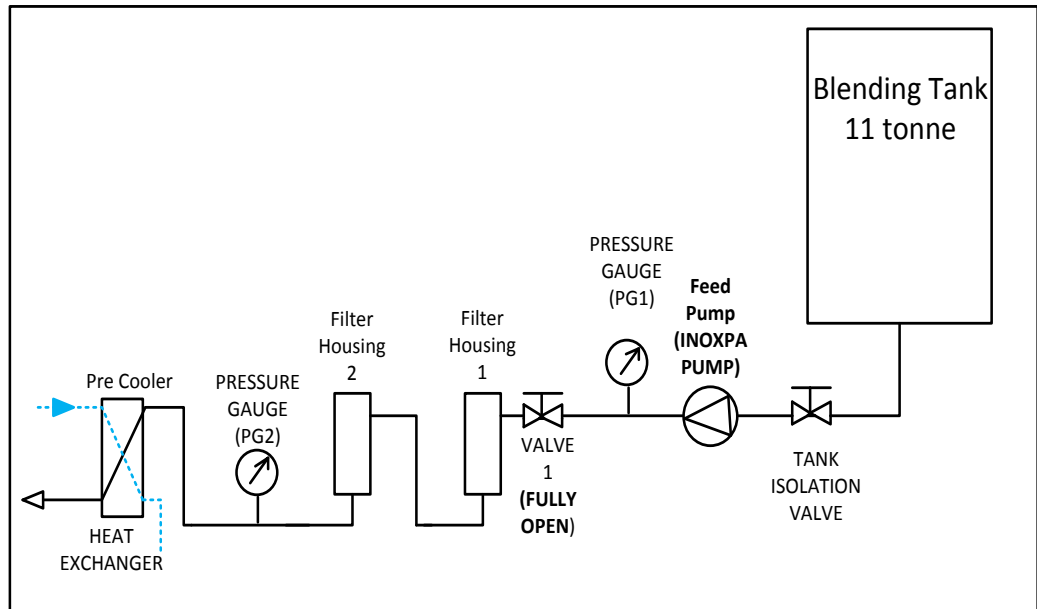 Blending Tank
11 tonne
PRESSURE
GAUGE
(PG1)
Feed
Pump
(INOXPA
PUMP)
Filter
Housing
2
Filter
Housing
1
Pre Cooler
PRESSURE
GAUGE
(PG2)
VALVE
1
(FULLY
OPEN)
TANK
ISOLATION
VALVE
HEAT
EXCHANGER